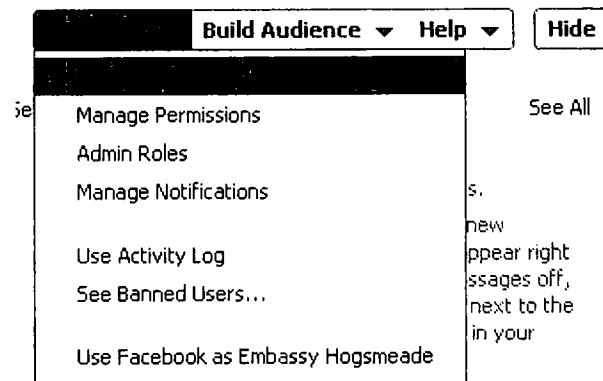 Build Audience Help Hide
Se See All
Manage Permissions
Admin Roles
Manage Notifications
s.
new
Use Activity Log
ppear right
ssages off,
See Banned Users...
next to the
in your
Use Facebook as Embassy Hogsmeade